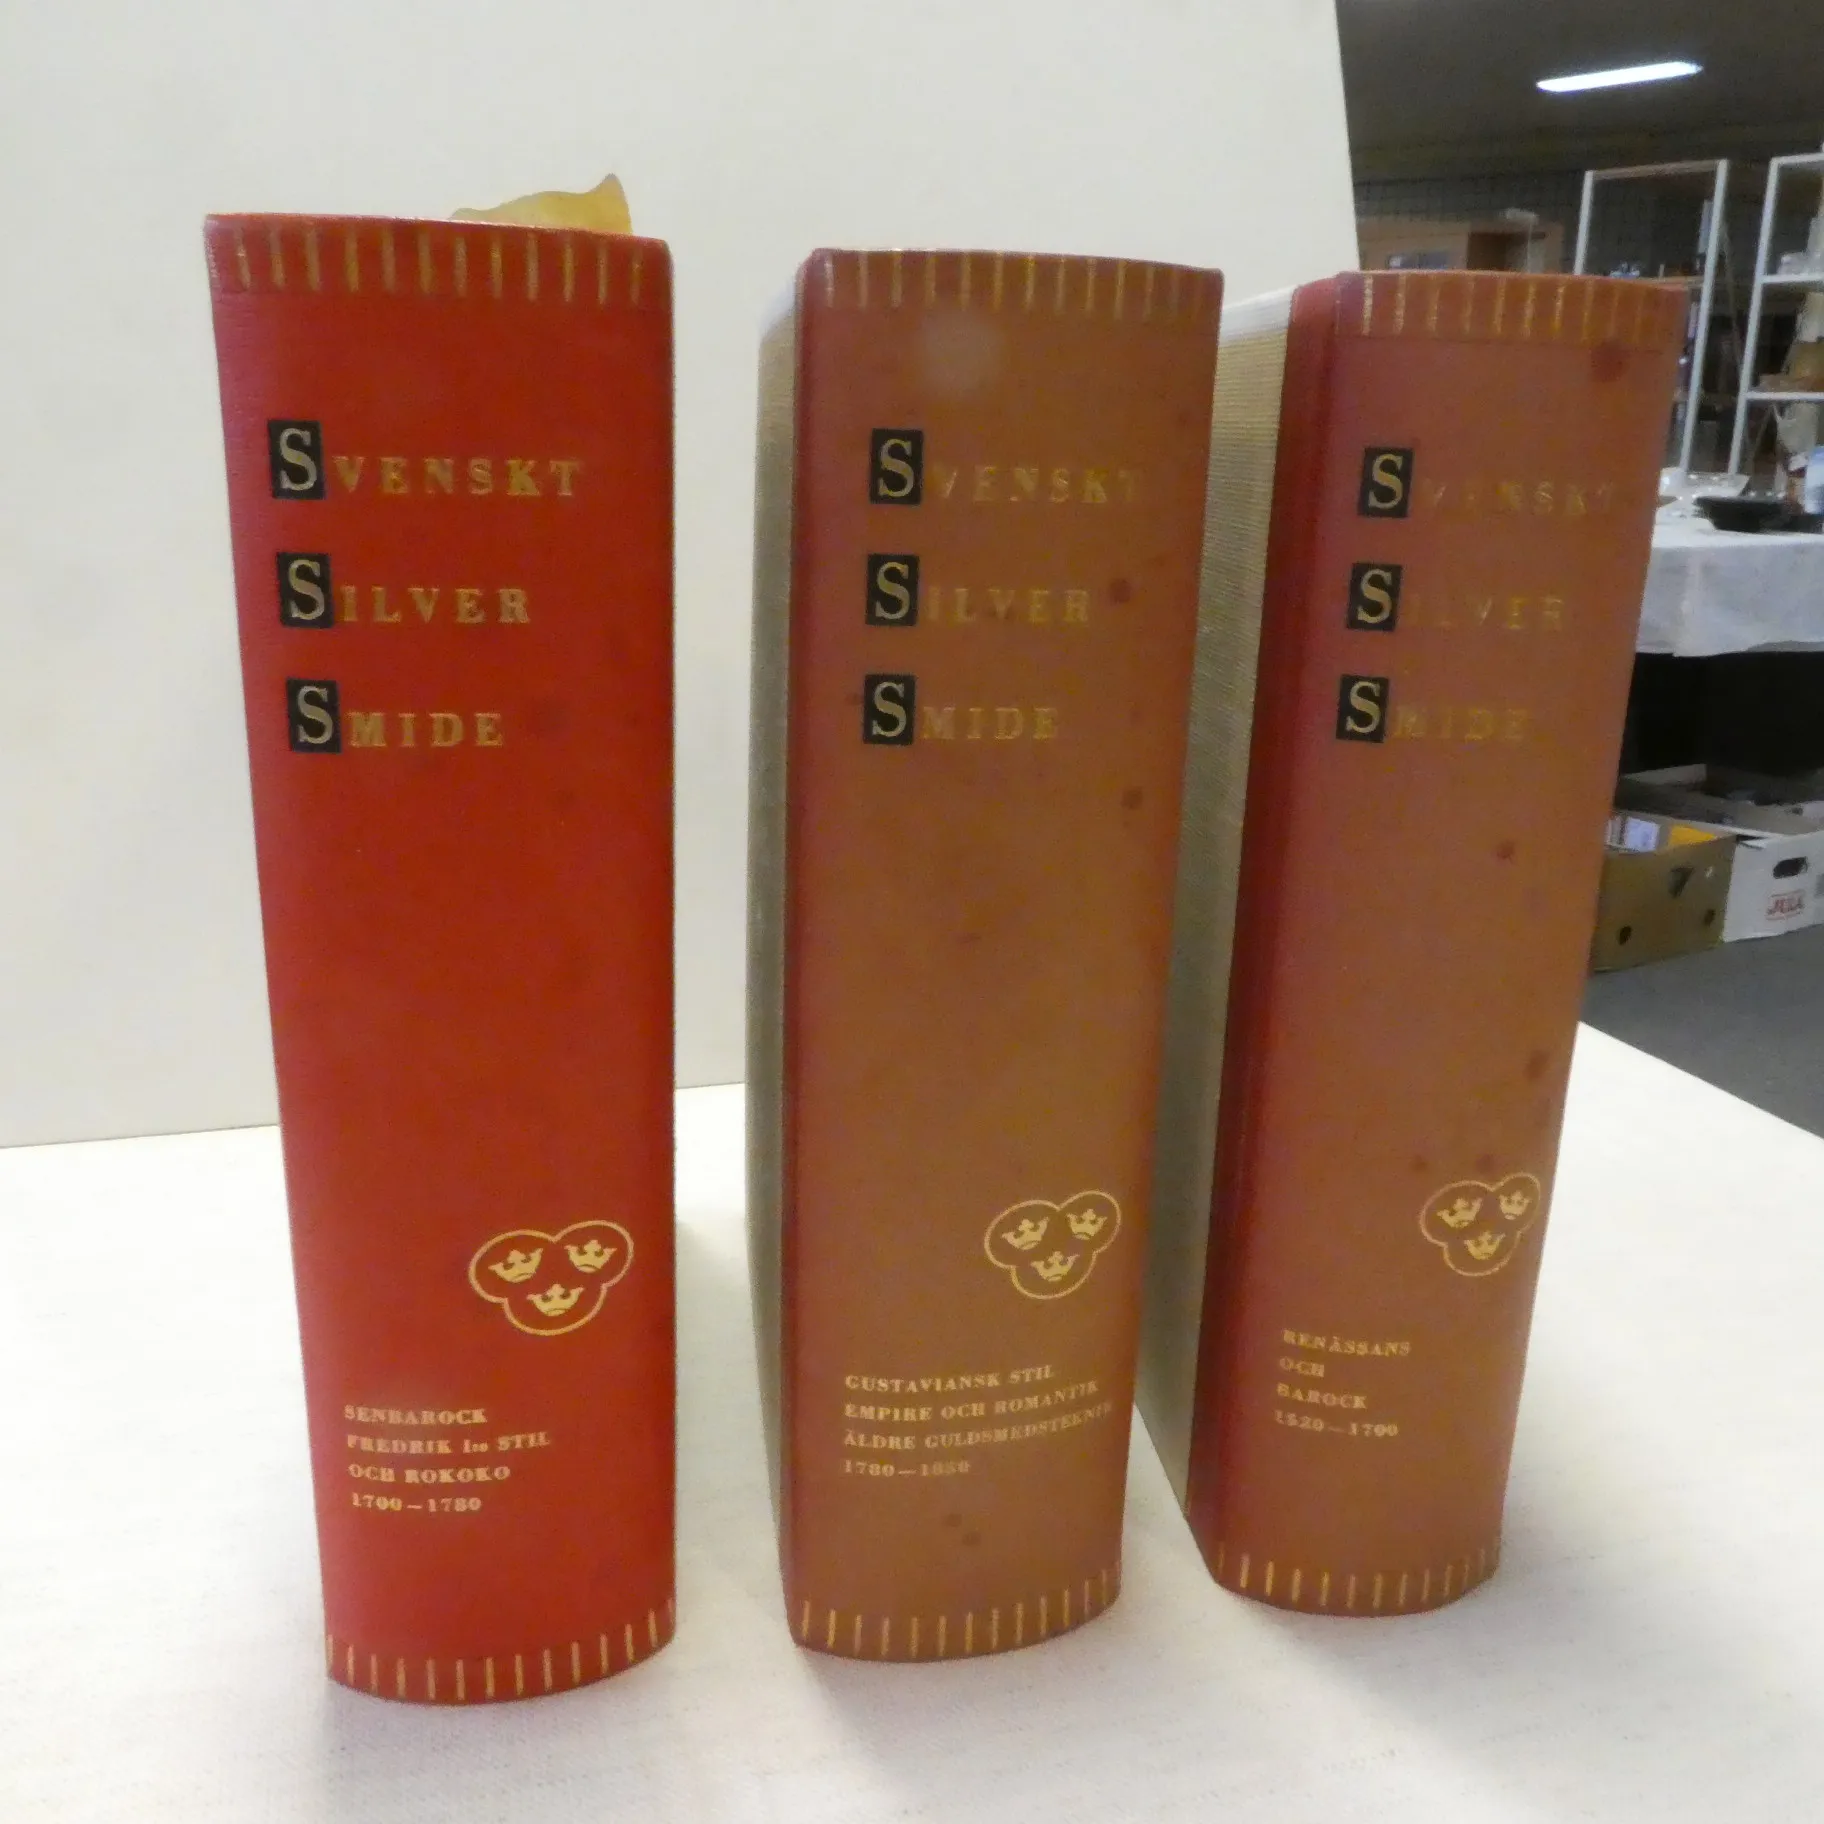 SVENSKT
SILVER
SMIDE
SENBAROCK
FREDRIK I:s STIL
OCH ROKOKO
1700—1780
SVENSKT
SILVER
SMIDE
GUSTAVIANSK STIL
EMPIRE OCH ROMANTIK
ÄLDRE GULDSMEDSTEKNIK
1780—1850
SVENSKT
SILVER
SMIDE
RENÄSSANS
OCH
BAROCK
1520—1700
JULA